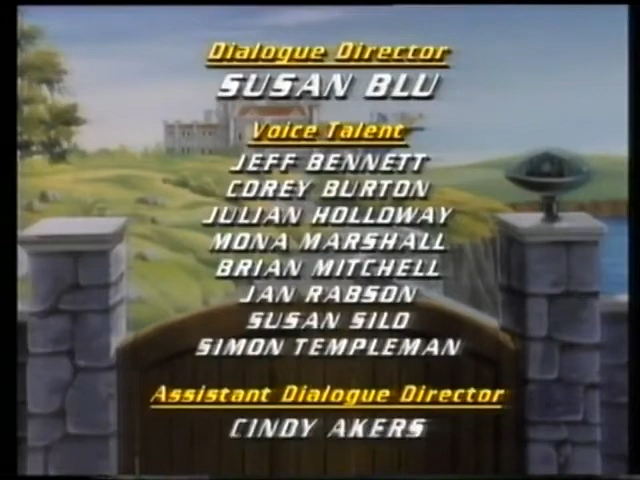 Dialogue Director
SUSAN BLU
Voice Talent
JEFF BENNETT
COREY BURTON
JULIAN HOLLOWAY
MONA MARSHALL
BRIAN MITCHELL
JAN RABSON
SUSAN SILO
SIMON TEMPLEMAN
Assistant Dialogue Director
CINDY AKERS